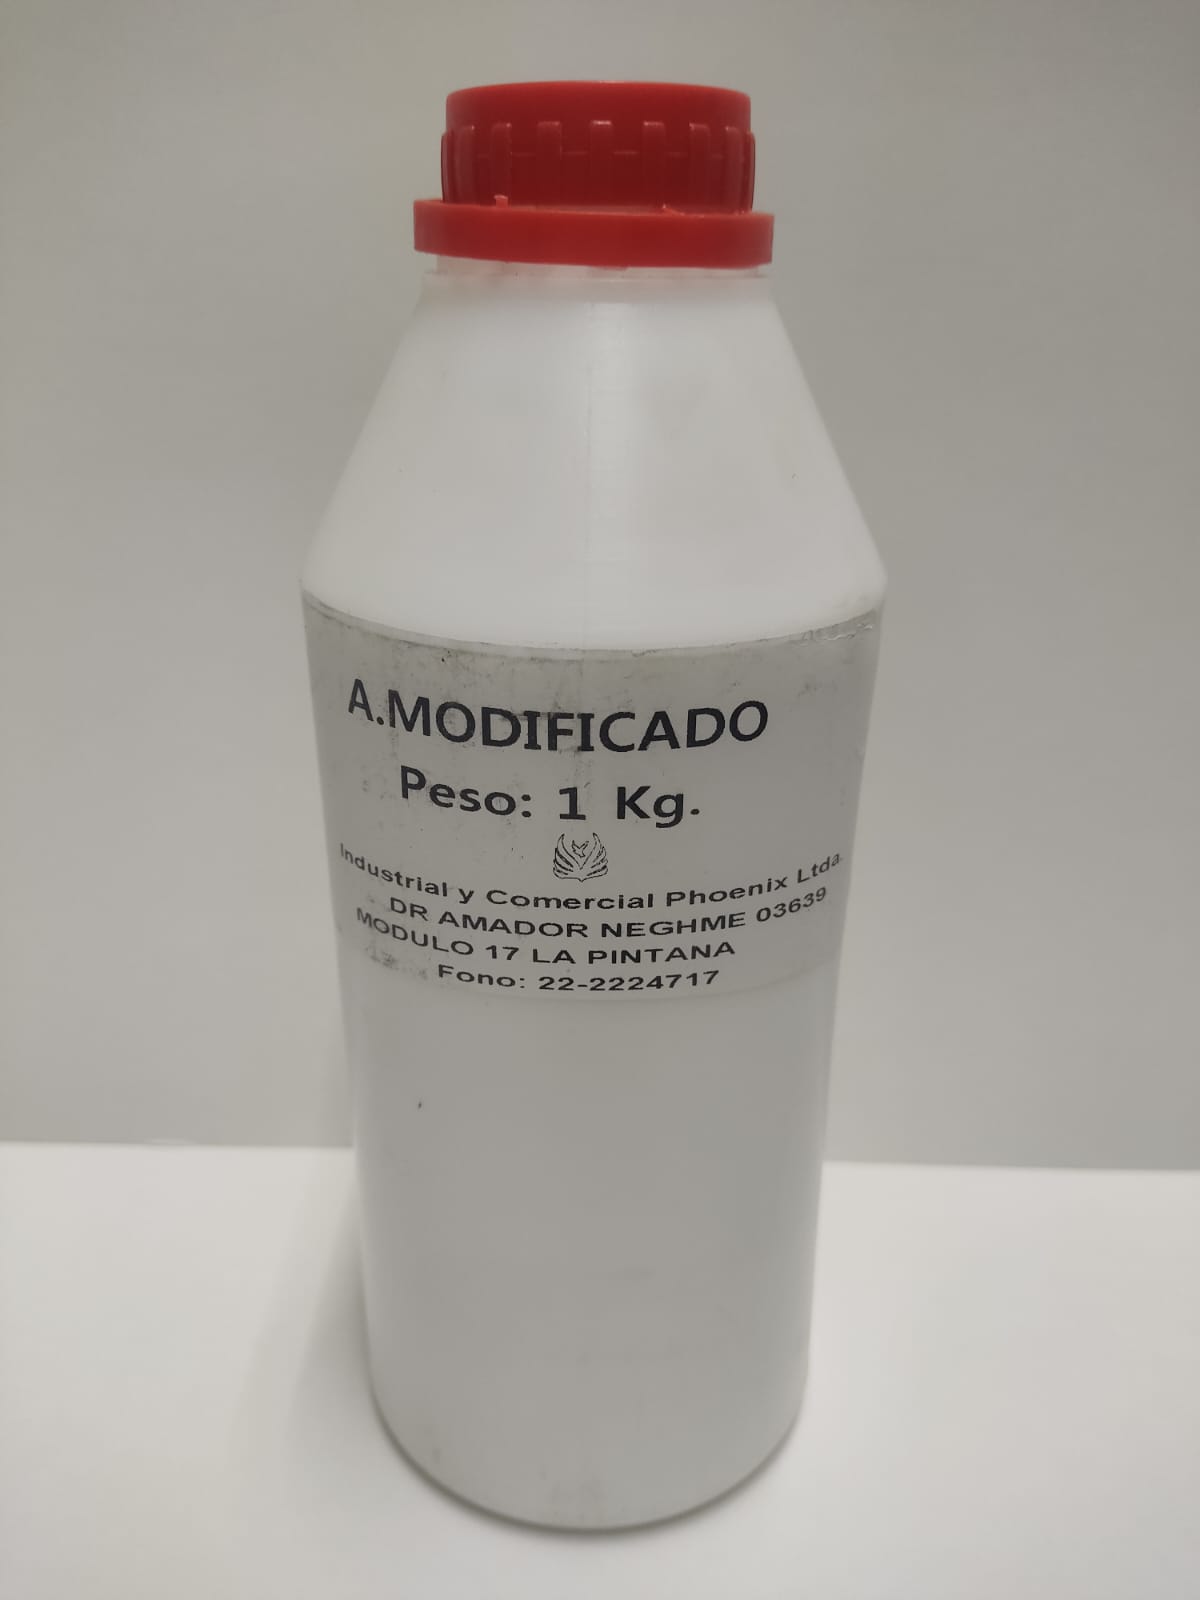 A.MODIFICADO
Peso: 1 Kg.
Industrial y Comercial Phoenix Ltda.
DR AMADOR NEGHME 03639
MODULO 17 LA PINTANA
Fono: 22-2224717